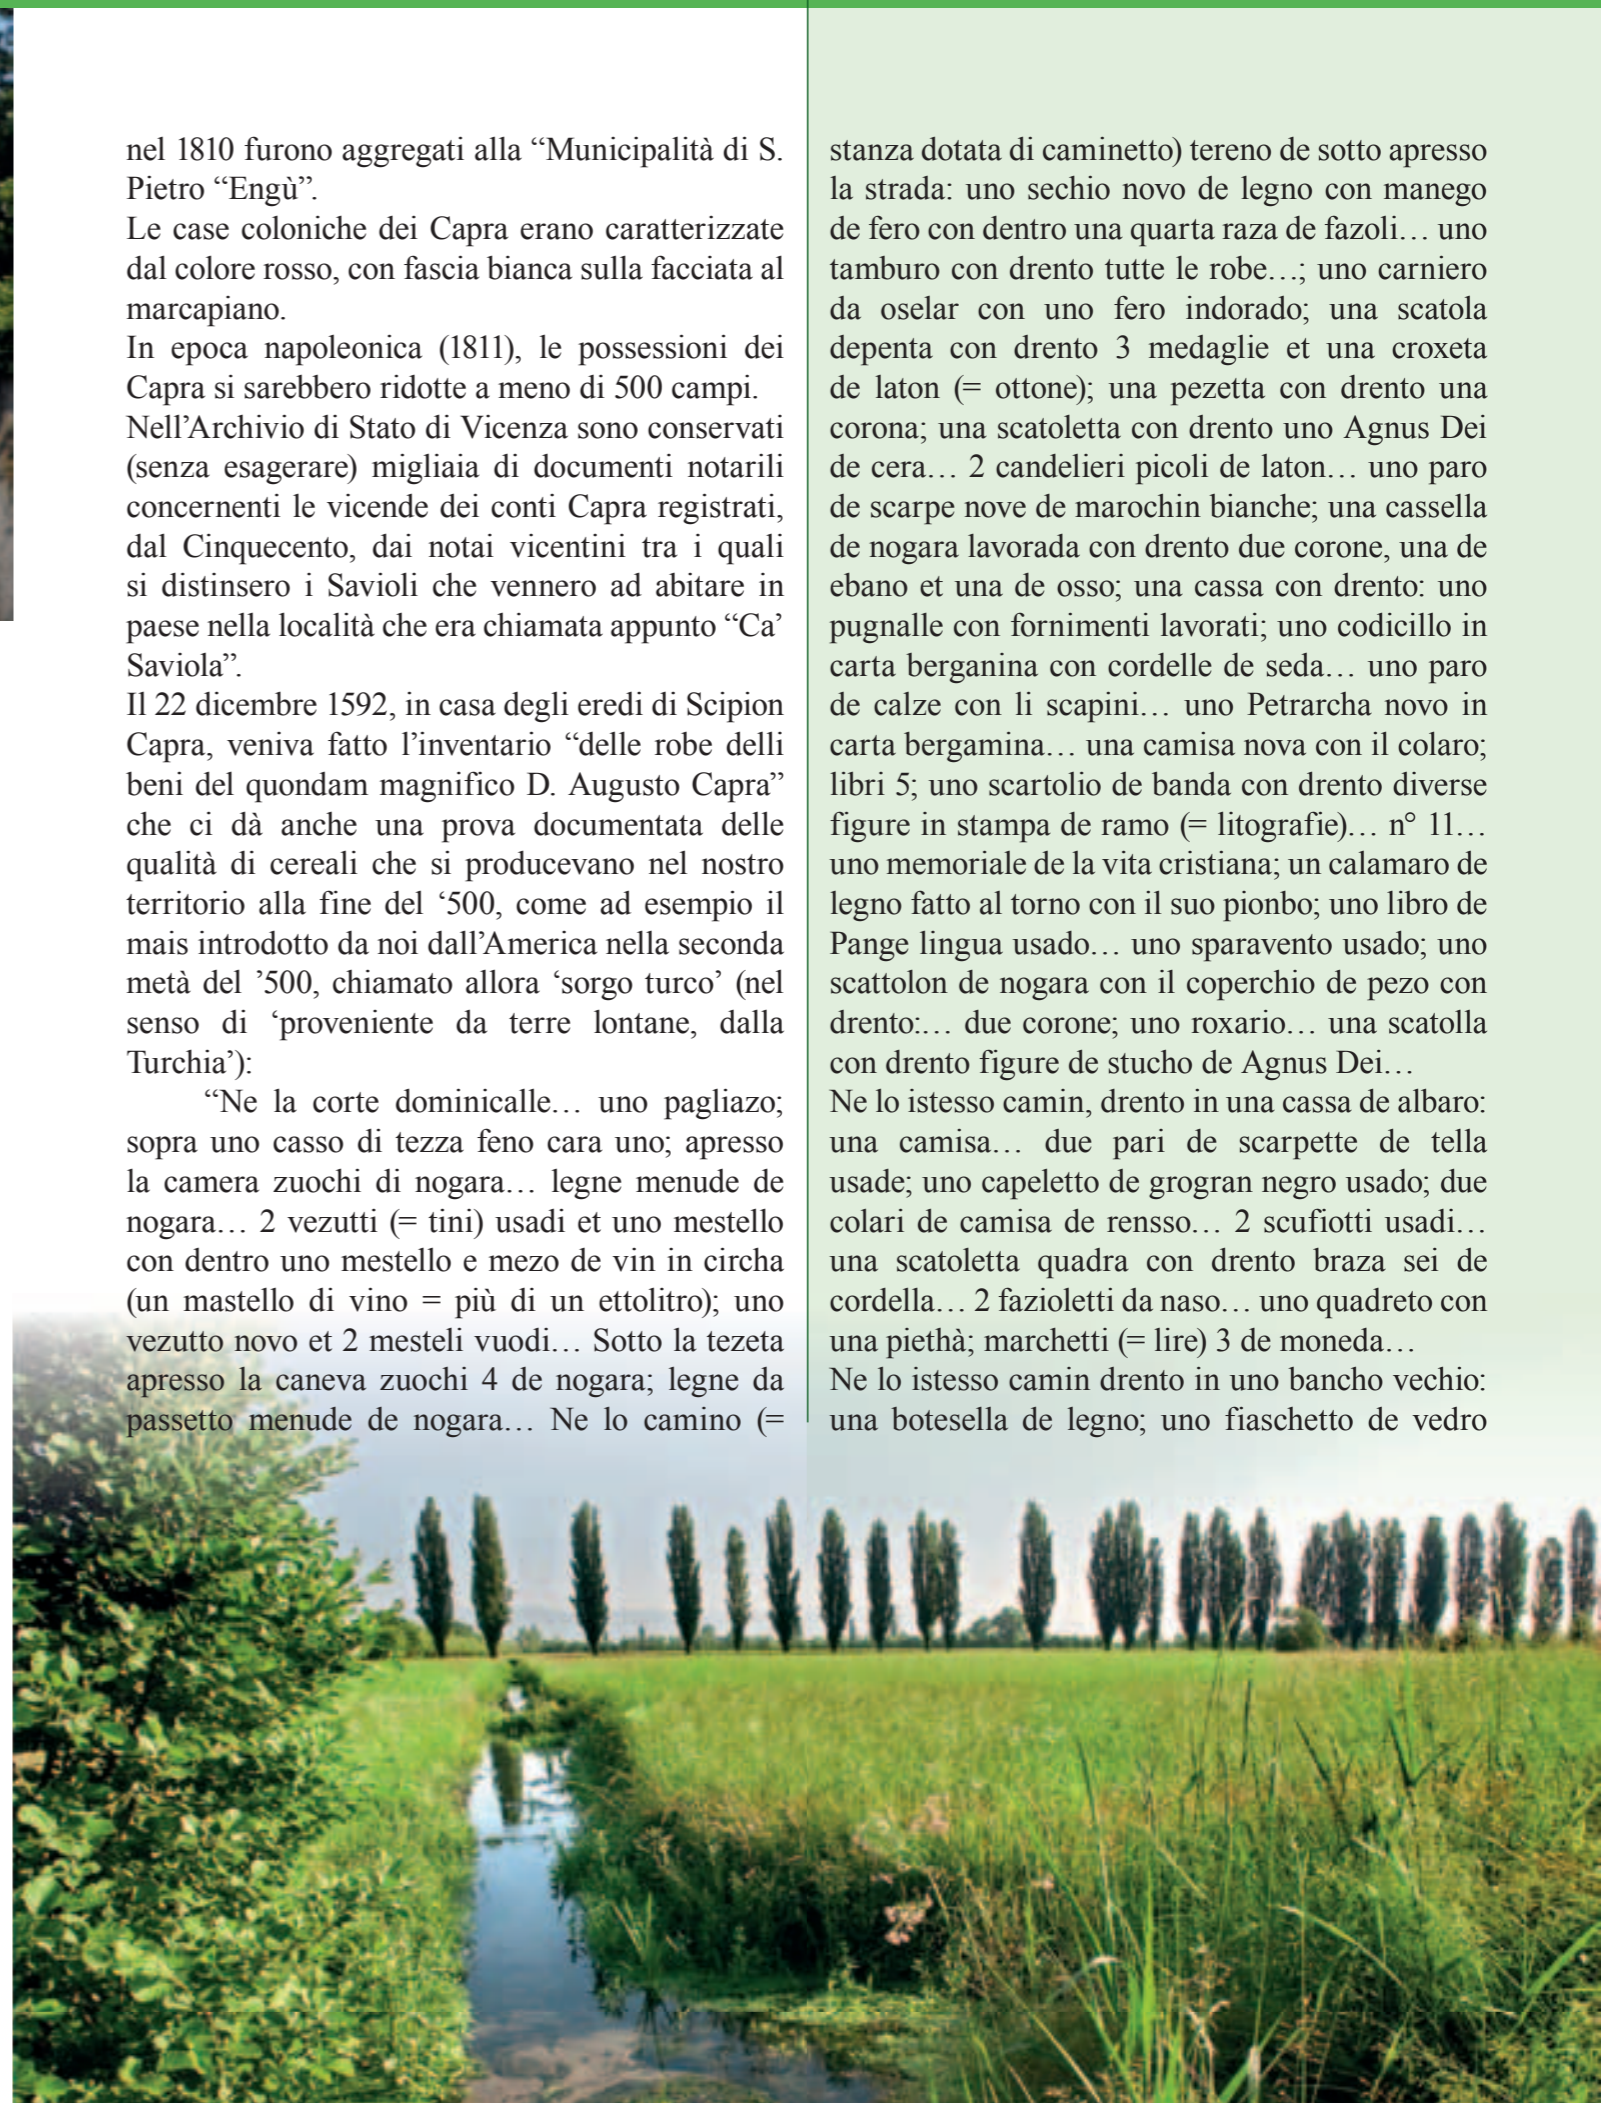 nel 1810 furono aggregati alla “Municipalità di S.
Pietro “Engù”.
Le case coloniche dei Capra erano caratterizzate
dal colore rosso, con fascia bianca sulla facciata al
marcapiano.
In epoca napoleonica (1811), le possessioni dei
Capra si sarebbero ridotte a meno di 500 campi.
Nell’Archivio di Stato di Vicenza sono conservati
(senza esagerare) migliaia di documenti notarili
concernenti le vicende dei conti Capra registrati,
dal Cinquecento, dai notai vicentini tra i quali
si distinsero i Savioli che vennero ad abitare in
paese nella località che era chiamata appunto “Ca’
Saviola”.
Il 22 dicembre 1592, in casa degli eredi di Scipion
Capra, veniva fatto l’inventario “delle robe delli
beni del quondam magnifico D. Augusto Capra”
che ci dà anche una prova documentata delle
qualità di cereali che si producevano nel nostro
territorio alla fine del ‘500, come ad esempio il
mais introdotto da noi dall’America nella seconda
metà del ’500, chiamato allora ‘sorgo turco’ (nel
senso di ‘proveniente da terre lontane, dalla
Turchia’):
“Ne la corte dominicalle… uno pagliazo;
sopra uno casso di tezza feno cara uno; apresso
la camera zuochi di nogara… legne menude de
nogara… 2 vezutti (= tini) usadi et uno mestello
con dentro uno mestello e mezo de vin in circha
(un mastello di vino = più di un ettolitro); uno
vezutto novo et 2 mesteli vuodi… Sotto la tezeta
apresso la caneva zuochi 4 de nogara; legne da
passetto menude de nogara… Ne lo camino (=
stanza dotata di caminetto) tereno de sotto apresso
la strada: uno sechio novo de legno con manego
de fero con dentro una quarta raza de fazoli… uno
tamburo con drento tutte le robe…; uno carniero
da oselar con uno fero indorado; una scatola
depenta con drento 3 medaglie et una croxeta
de laton (= ottone); una pezetta con drento una
corona; una scatoletta con drento uno Agnus Dei
de cera… 2 candelieri picoli de laton… uno paro
de scarpe nove de marochin bianche; una cassella
de nogara lavorada con drento due corone, una de
ebano et una de osso; una cassa con drento: uno
pugnalle con fornimenti lavorati; uno codicillo in
carta berganina con cordelle de seda… uno paro
de calze con li scapini… uno Petrarcha novo in
carta bergamina… una camisa nova con il colaro;
libri 5; uno scartolio de banda con drento diverse
figure in stampa de ramo (= litografie)… n° 11…
uno memoriale de la vita cristiana; un calamaro de
legno fatto al torno con il suo pionbo; uno libro de
Pange lingua usado… uno sparavento usado; uno
scattolon de nogara con il coperchio de pezo con
drento:… due corone; uno roxario… una scatolla
con drento figure de stucho de Agnus Dei…
Ne lo istesso camin, drento in una cassa de albaro:
una camisa… due pari de scarpette de tella
usade; uno capeletto de grogran negro usado; due
colari de camisa de rensso… 2 scufiotti usadi…
una scatoletta quadra con drento braza sei de
cordella… 2 fazioletti da naso… uno quadreto con
una piethà; marchetti (= lire) 3 de moneda…
Ne lo istesso camin drento in uno bancho vechio:
una botesella de legno; uno fiaschetto de vedro